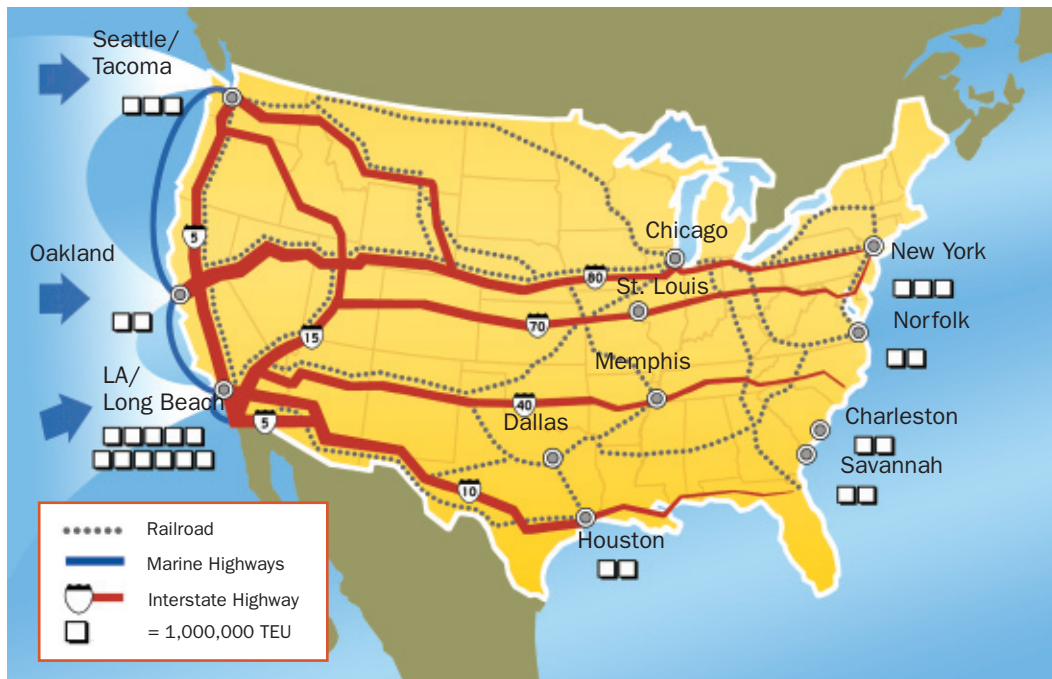 Seattle/
Tacoma
Oakland
LA/
Long Beach
Chicago
St. Louis
Memphis
Dallas
Houston
New York
Norfolk
Charleston
Savannah
5
80
70
15
40
5
10
Railroad
Marine Highways
Interstate Highway
= 1,000,000 TEU